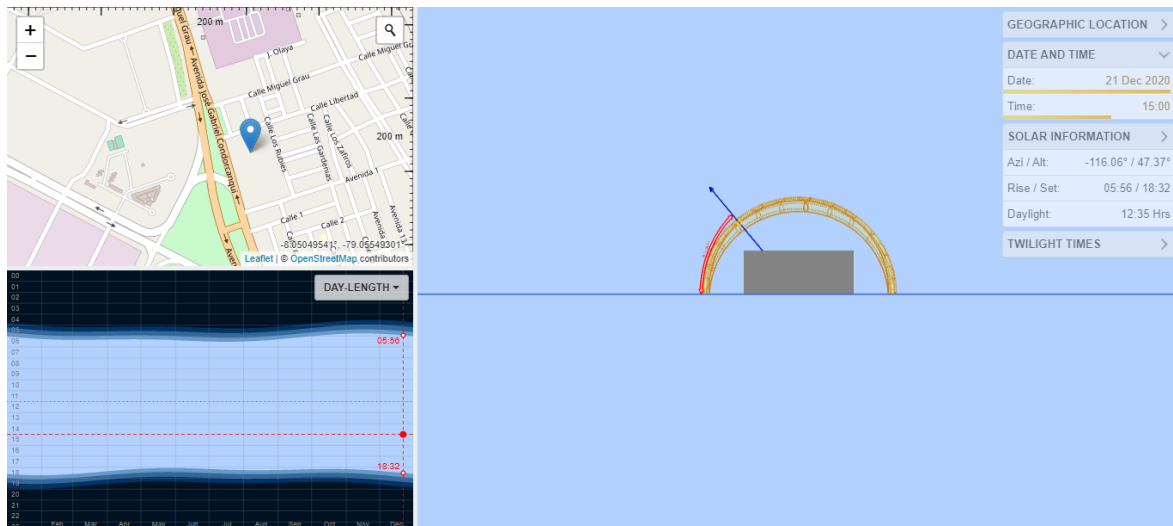 +
−
200 m
200 m
Miguel Grau
Avenida José Gabriel Condorcanqui
J. Olaya
Calle Miguel Gr
Calle Miguel Grau
Calle Libertad
Calle Los Rubíes
Calle Las Gardenias
Calle Los Zafiros
Avenida 1
Calle 1
Calle 2
Avenida
-8.05049541°, -79.05549301°
Leaflet | © OpenStreetMap contributors
DAY-LENGTH
00
01
02
03
04
05
06
07
08
09
10
11
12
13
14
15
16
17
18
19
20
21
22
05:56
18:32
Feb
Mar
Apr
May
Jun
Jul
Aug
Sep
Oct
Nov
Dec
GEOGRAPHIC LOCATION
DATE AND TIME
Date: 21 Dec 2020
Time: 15:00
SOLAR INFORMATION
Azi / Alt: -116.06° / 47.37°
Rise / Set: 05:56 / 18:32
Daylight: 12:35 Hrs
TWILIGHT TIMES